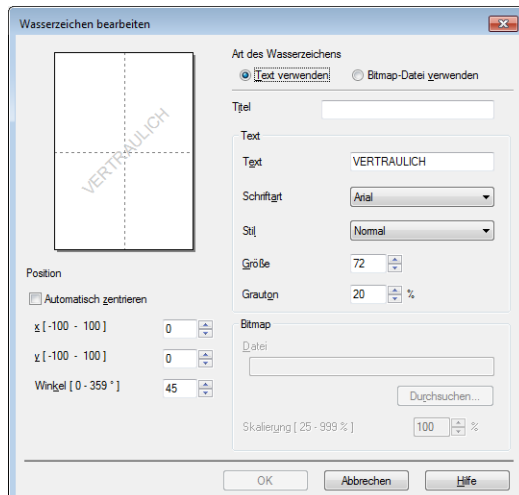 Wasserzeichen bearbeiten
VERTRAULICH
Position
Automatisch zentrieren
x [ -100 - 100 ] 0
y [ -100 - 100 ] 0
Winkel [ 0 - 359 ° ] 45
Art des Wasserzeichens
Text verwenden Bitmap-Datei verwenden
Titel
Text
Text VERTRAULICH
Schriftart Arial
Stil Normal
Größe 72
Grauton 20 %
Bitmap
Datei
Durchsuchen...
Skalierung [ 25 - 999 % ] 100 %
OK Abbrechen Hilfe